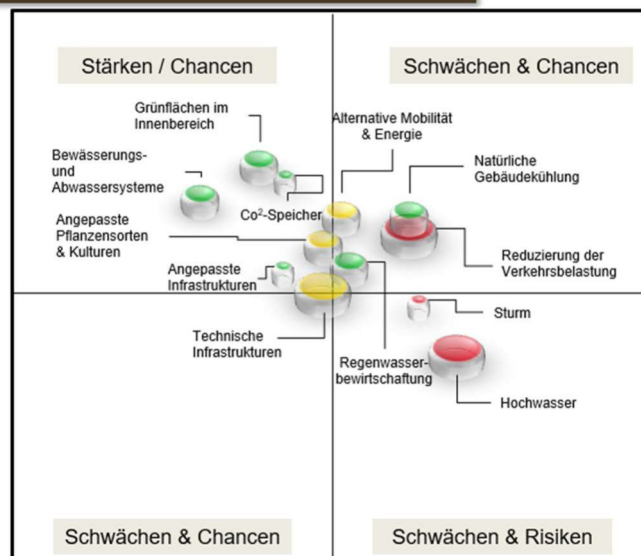 Stärken / Chancen
Schwächen & Chancen
Grünflächen im
Innenbereich
Alternative Mobilität
& Energie
Bewässerungs-
und
Abwassersysteme
Natürliche
Gebäudekühlung
Co²-Speicher
Angepasste
Pflanzensorten
& Kulturen
Reduzierung der
Verkehrsbelastung
Angepasste
Infrastrukturen
Sturm
Technische
Infrastrukturen
Regenwasser-
bewirtschaftung
Hochwasser
Schwächen & Chancen
Schwächen & Risiken